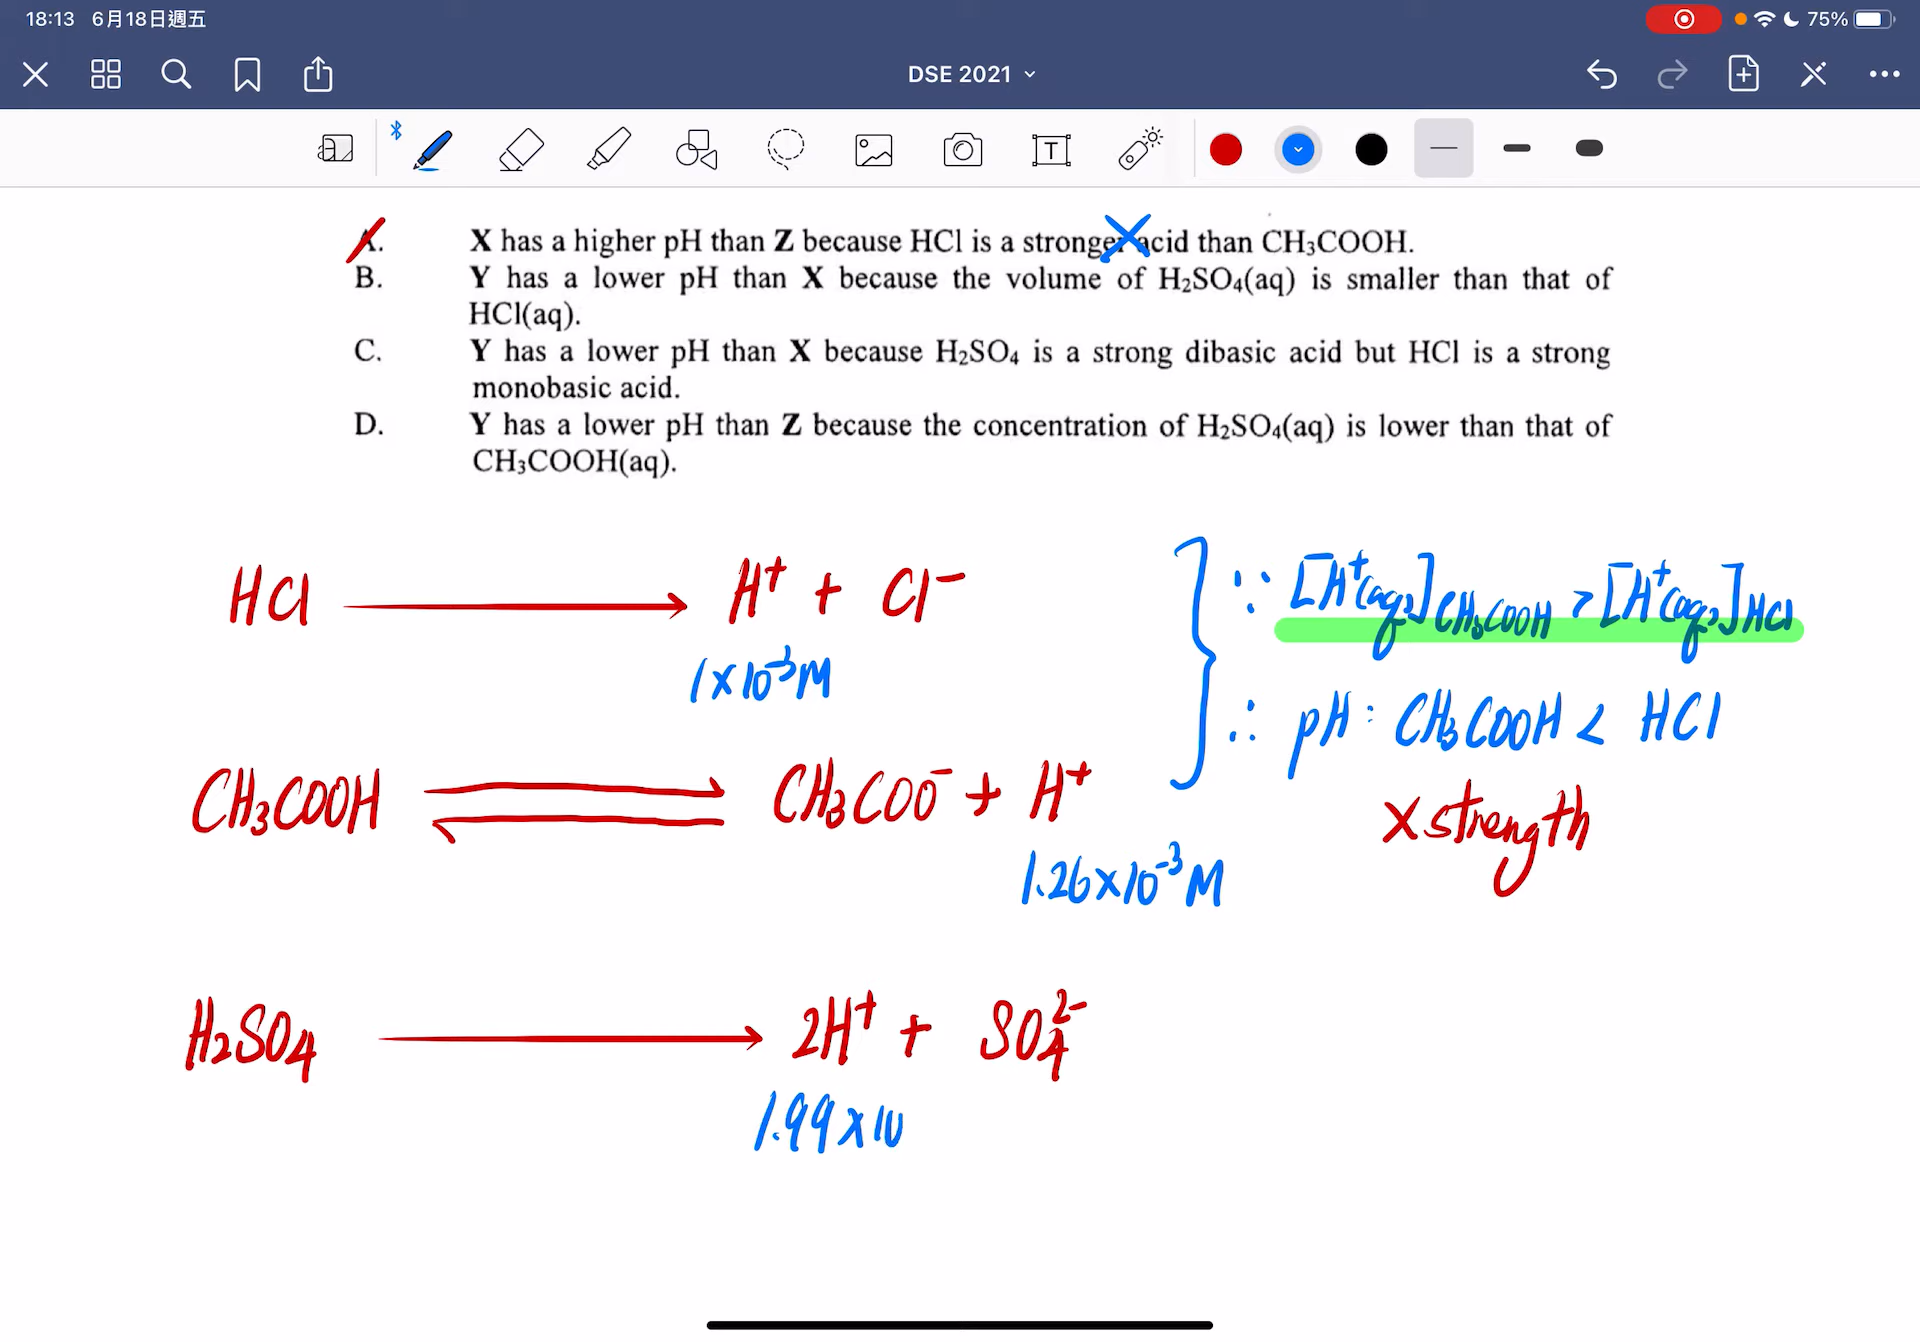 18:13 6月18日週五
75%
DSE 2021
A. X has a higher pH than Z because HCl is a stronger acid than CH₃COOH.
B. Y has a lower pH than X because the volume of H₂SO₄(aq) is smaller than that of
HCl(aq).
C. Y has a lower pH than X because H₂SO₄ is a strong dibasic acid but HCl is a strong
monobasic acid.
D. Y has a lower pH than Z because the concentration of H₂SO₄(aq) is lower than that of
CH₃COOH(aq).
HCl → H⁺ + Cl⁻
1×10⁻³M
∵ [H⁺(aq)]CH₃COOH > [H⁺(aq)]HCl
∴ pH : CH₃COOH < HCl
X strength
CH₃COOH ⇌ CH₃COO⁻ + H⁺
1.26×10⁻³M
H₂SO₄ → 2H⁺ + SO₄²⁻
1.99×10